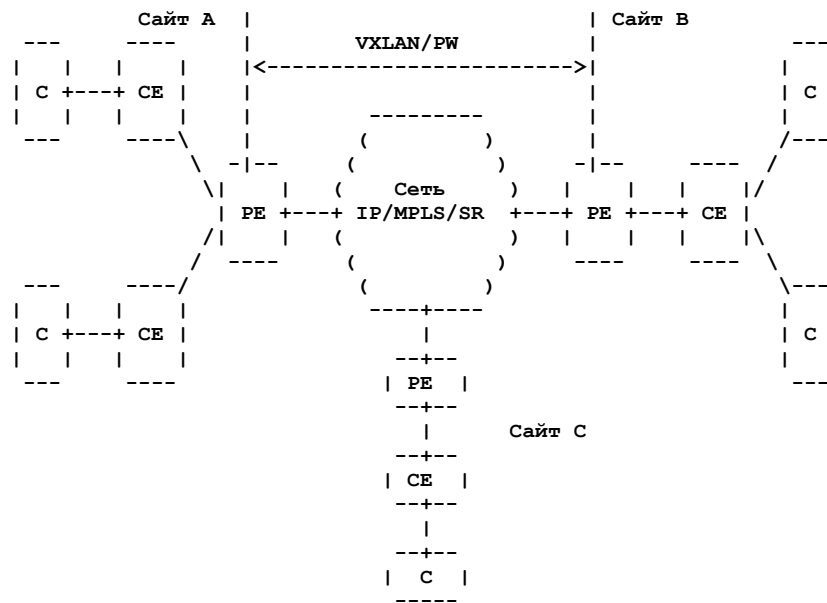 Сайт A Сайт B
VXLAN/PW
C CE C
Сеть
PE IP/MPLS/SR PE CE
C CE C
PE
Сайт C
CE
C